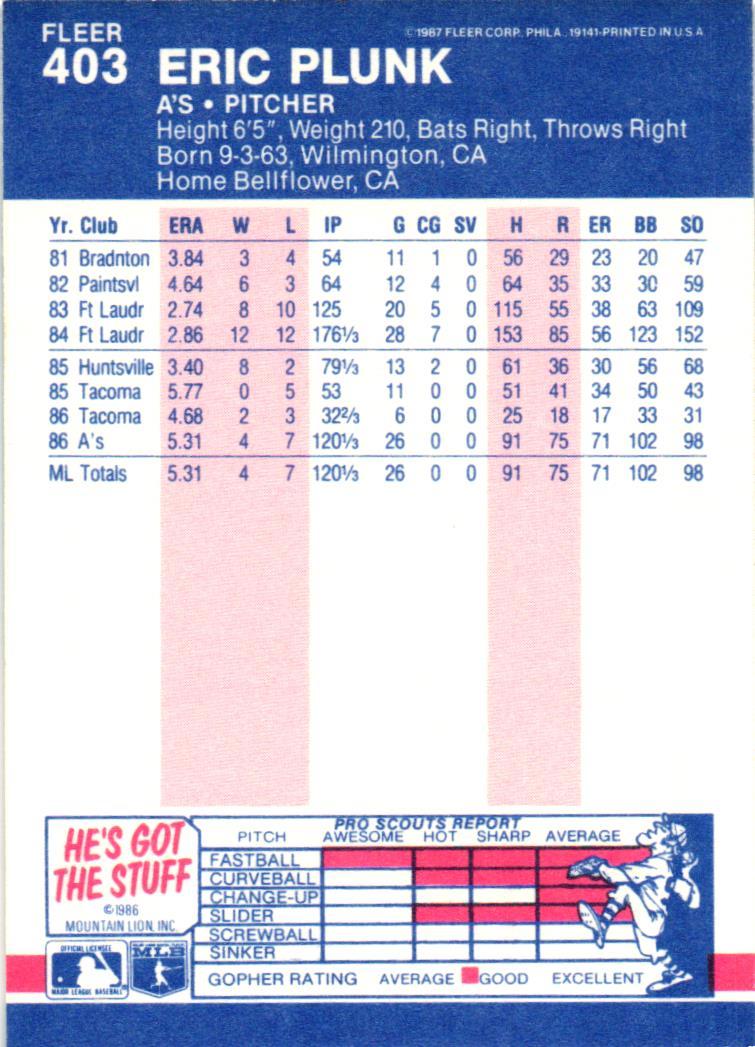 FLEER
©1987 FLEER CORP. PHILA. 19141-PRINTED IN U.S.A
403 ERIC PLUNK
A'S • PITCHER
Height 6'5", Weight 210, Bats Right, Throws Right
Born 9-3-63, Wilmington, CA
Home Bellflower, CA
Yr. Club ERA W L IP G CG SV H R ER BB SO
81 Bradnton 3.84 3 4 54 11 1 0 56 29 23 20 47
82 Paintsvl 4.64 6 3 64 12 4 0 64 35 33 30 59
83 Ft Laudr 2.74 8 10 125 20 5 0 115 55 38 63 109
84 Ft Laudr 2.86 12 12 176⅓ 28 7 0 153 85 56 123 152
85 Huntsville 3.40 8 2 79⅓ 13 2 0 61 36 30 56 68
85 Tacoma 5.77 0 5 53 11 0 0 51 41 34 50 43
86 Tacoma 4.68 2 3 32⅔ 6 0 0 25 18 17 33 31
86 A's 5.31 4 7 120⅓ 26 0 0 91 75 71 102 98
ML Totals 5.31 4 7 120⅓ 26 0 0 91 75 71 102 98
HE'S GOT
THE STUFF
©1986
MOUNTAIN LION, INC.
OFFICIAL LICENSEE
MAJOR LEAGUE BASEBALL
MLB
PRO SCOUTS REPORT
PITCH AWESOME HOT SHARP AVERAGE
FASTBALL
CURVEBALL
CHANGE-UP
SLIDER
SCREWBALL
SINKER
GOPHER RATING AVERAGE GOOD EXCELLENT